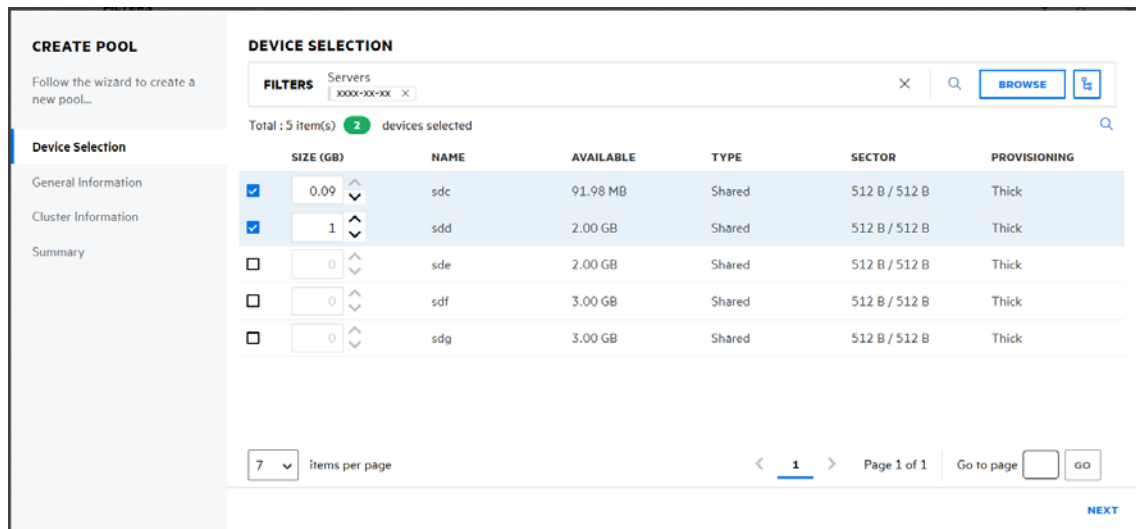 CREATE POOL
Follow the wizard to create a
new pool...
Device Selection
General Information
Cluster Information
Summary
DEVICE SELECTION
FILTERS Servers
xxxx-xx-xx ×
BROWSE
Total : 5 item(s) 2 devices selected
SIZE (GB) NAME AVAILABLE TYPE SECTOR PROVISIONING
0.09 sdc 91.98 MB Shared 512 B / 512 B Thick
1 sdd 2.00 GB Shared 512 B / 512 B Thick
0 sde 2.00 GB Shared 512 B / 512 B Thick
0 sdf 3.00 GB Shared 512 B / 512 B Thick
0 sdg 3.00 GB Shared 512 B / 512 B Thick
7 items per page
1 Page 1 of 1 Go to page GO
NEXT